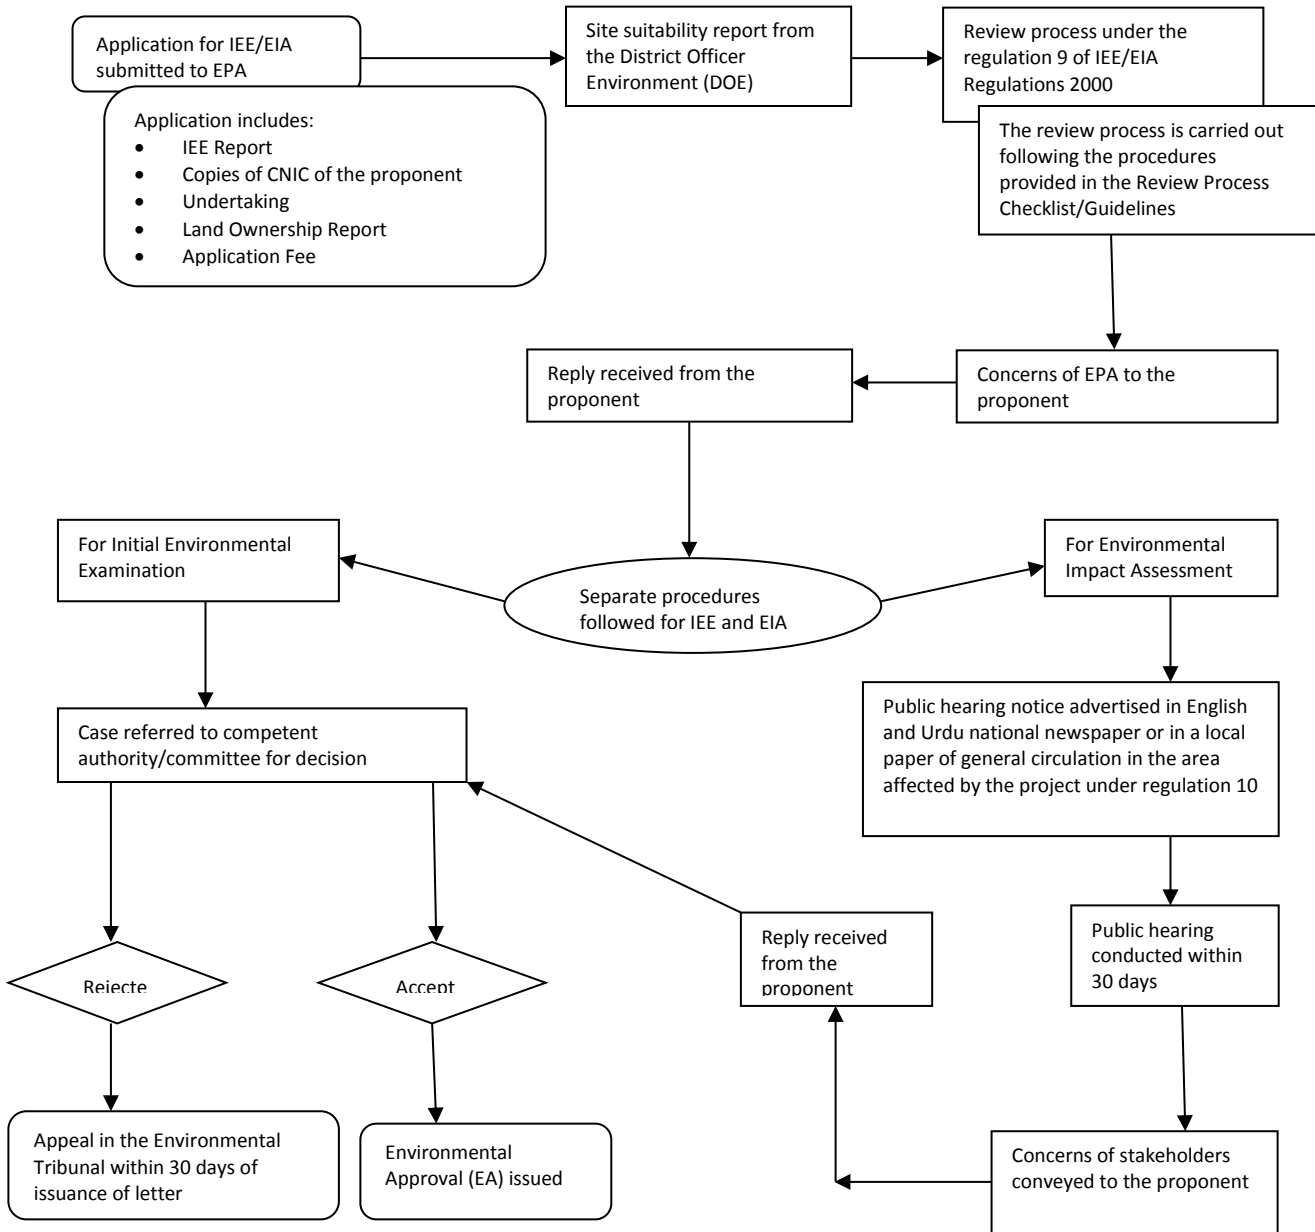 Application for IEE/EIA
submitted to EPA
Site suitability report from
the District Officer
Environment (DOE)
Review process under the
regulation 9 of IEE/EIA
Regulations 2000
Application includes:
• IEE Report
• Copies of CNIC of the proponent
• Undertaking
• Land Ownership Report
• Application Fee
The review process is carried out
following the procedures
provided in the Review Process
Checklist/Guidelines
Reply received from the
proponent
Concerns of EPA to the
proponent
For Initial Environmental
Examination
Separate procedures
followed for IEE and EIA
For Environmental
Impact Assessment
Case referred to competent
authority/committee for decision
Public hearing notice advertised in English
and Urdu national newspaper or in a local
paper of general circulation in the area
affected by the project under regulation 10
Rejecte
Accept
Reply received
from the
proponent
Public hearing
conducted within
30 days
Appeal in the Environmental
Tribunal within 30 days of
issuance of letter
Environmental
Approval (EA) issued
Concerns of stakeholders
conveyed to the proponent